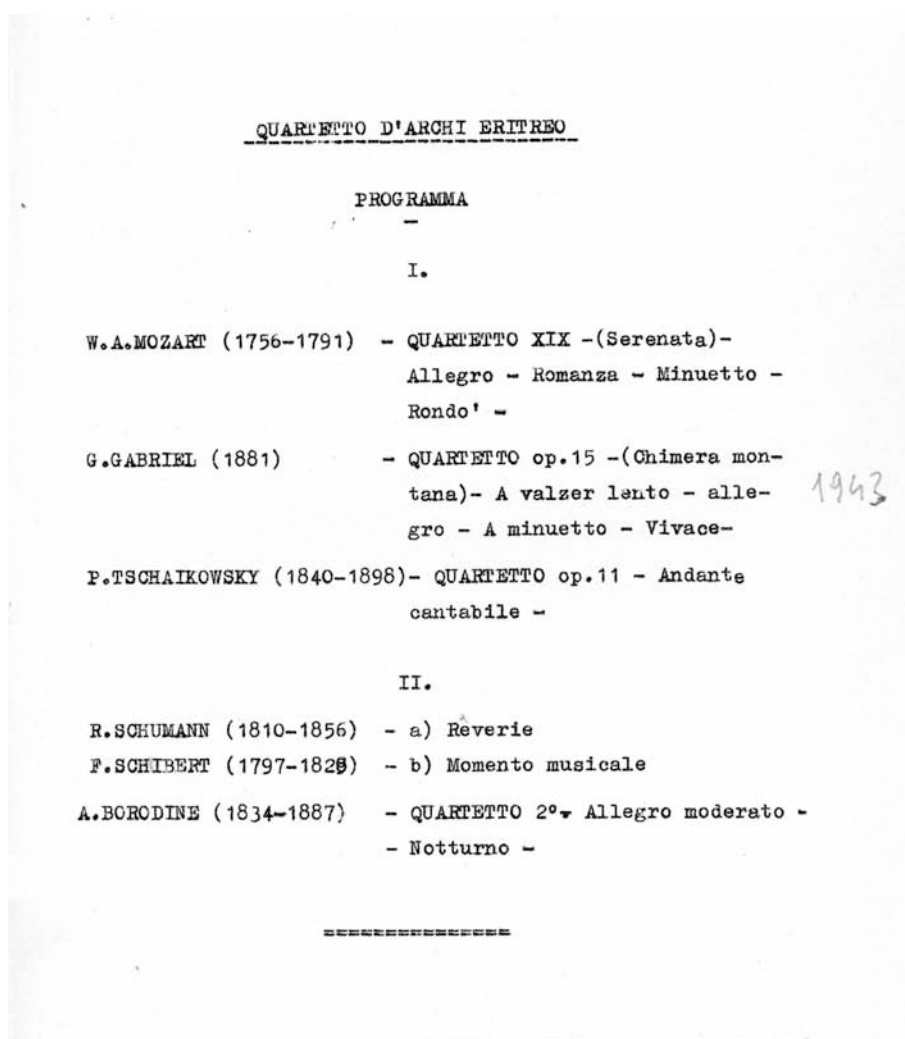 QUARTETTO D'ARCHI ERITREO
PROGRAMMA
I.
W.A.MOZART (1756-1791) - QUARTETTO XIX -(Serenata)-
Allegro - Romanza - Minuetto -
Rondo' -
G.GABRIEL (1881) - QUARTETTO op.15 -(Chimera mon-
tana)- A valzer lento - alle-
gro - A minuetto - Vivace-
1943
P.TSCHAIKOWSKY (1840-1898)- QUARTETTO op.11 - Andante
cantabile -
II.
R.SCHUMANN (1810-1856) - a) Rêverie
F.SCHIBERT (1797-1828) - b) Momento musicale
A.BORODINE (1834-1887) - QUARTETTO 2°- Allegro moderato -
- Notturno -
===============